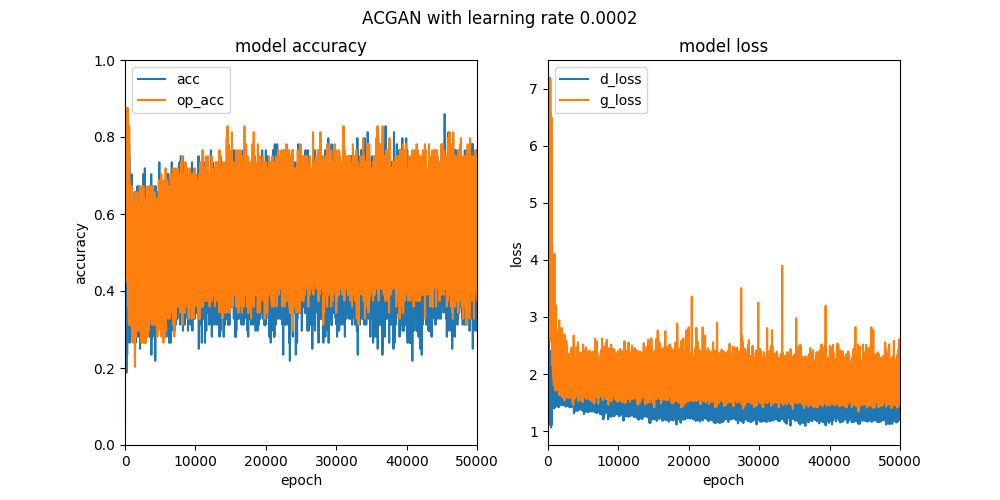 ACGAN with learning rate 0.0002
model accuracy
acc
op_acc
1.0
0.8
0.6
0.4
0.2
0.0
accuracy
0 10000 20000 30000 40000 50000
epoch
model loss
d_loss
g_loss
7
6
5
4
3
2
1
loss
0 10000 20000 30000 40000 50000
epoch